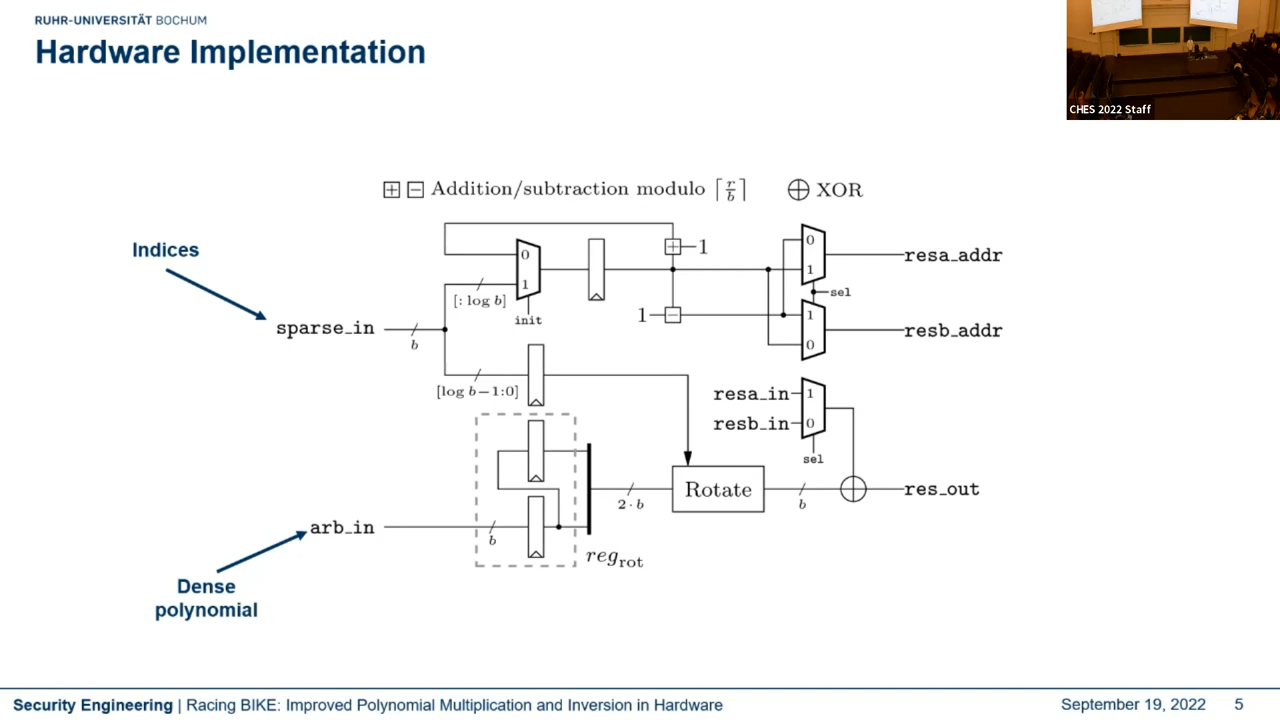 RUHR-UNIVERSITÄT BOCHUM
Hardware Implementation
CHES 2022 Staff
+ − Addition/subtraction modulo ⌈r/b⌉ ⊕ XOR
Indices
0
1
[: log b]
init
+ 1
1 −
0
1
resa_addr
sel
1
0
resb_addr
sparse_in
b
[log b−1:0]
resa_in 1
resb_in 0
sel
Rotate
2 · b
b
res_out
arb_in
b
reg_rot
Dense
polynomial
Security Engineering | Racing BIKE: Improved Polynomial Multiplication and Inversion in Hardware
September 19, 2022 5